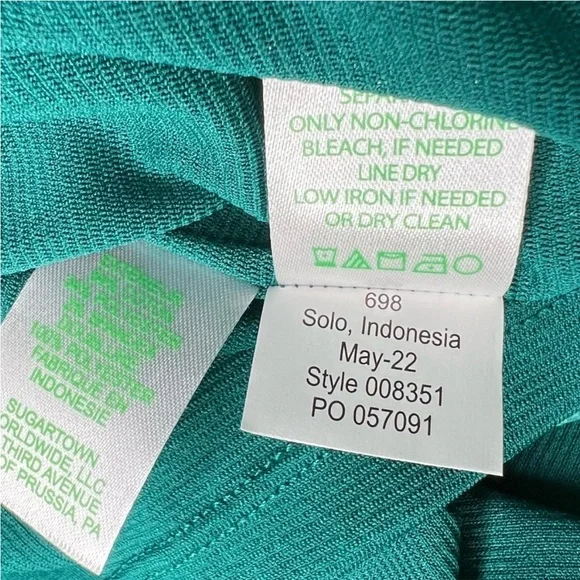 ONLY NON-CHLORINE
BLEACH, IF NEEDED
LINE DRY
LOW IRON IF NEEDED
OR DRY CLEAN
698
Solo, Indonesia
May-22
Style 008351
PO 057091
100% POLYESTER
FABRIQUE EN
INDONESIE
SUGARTOWN
WORLDWIDE, LLC
THIRD AVENUE
OF PRUSSIA, PA